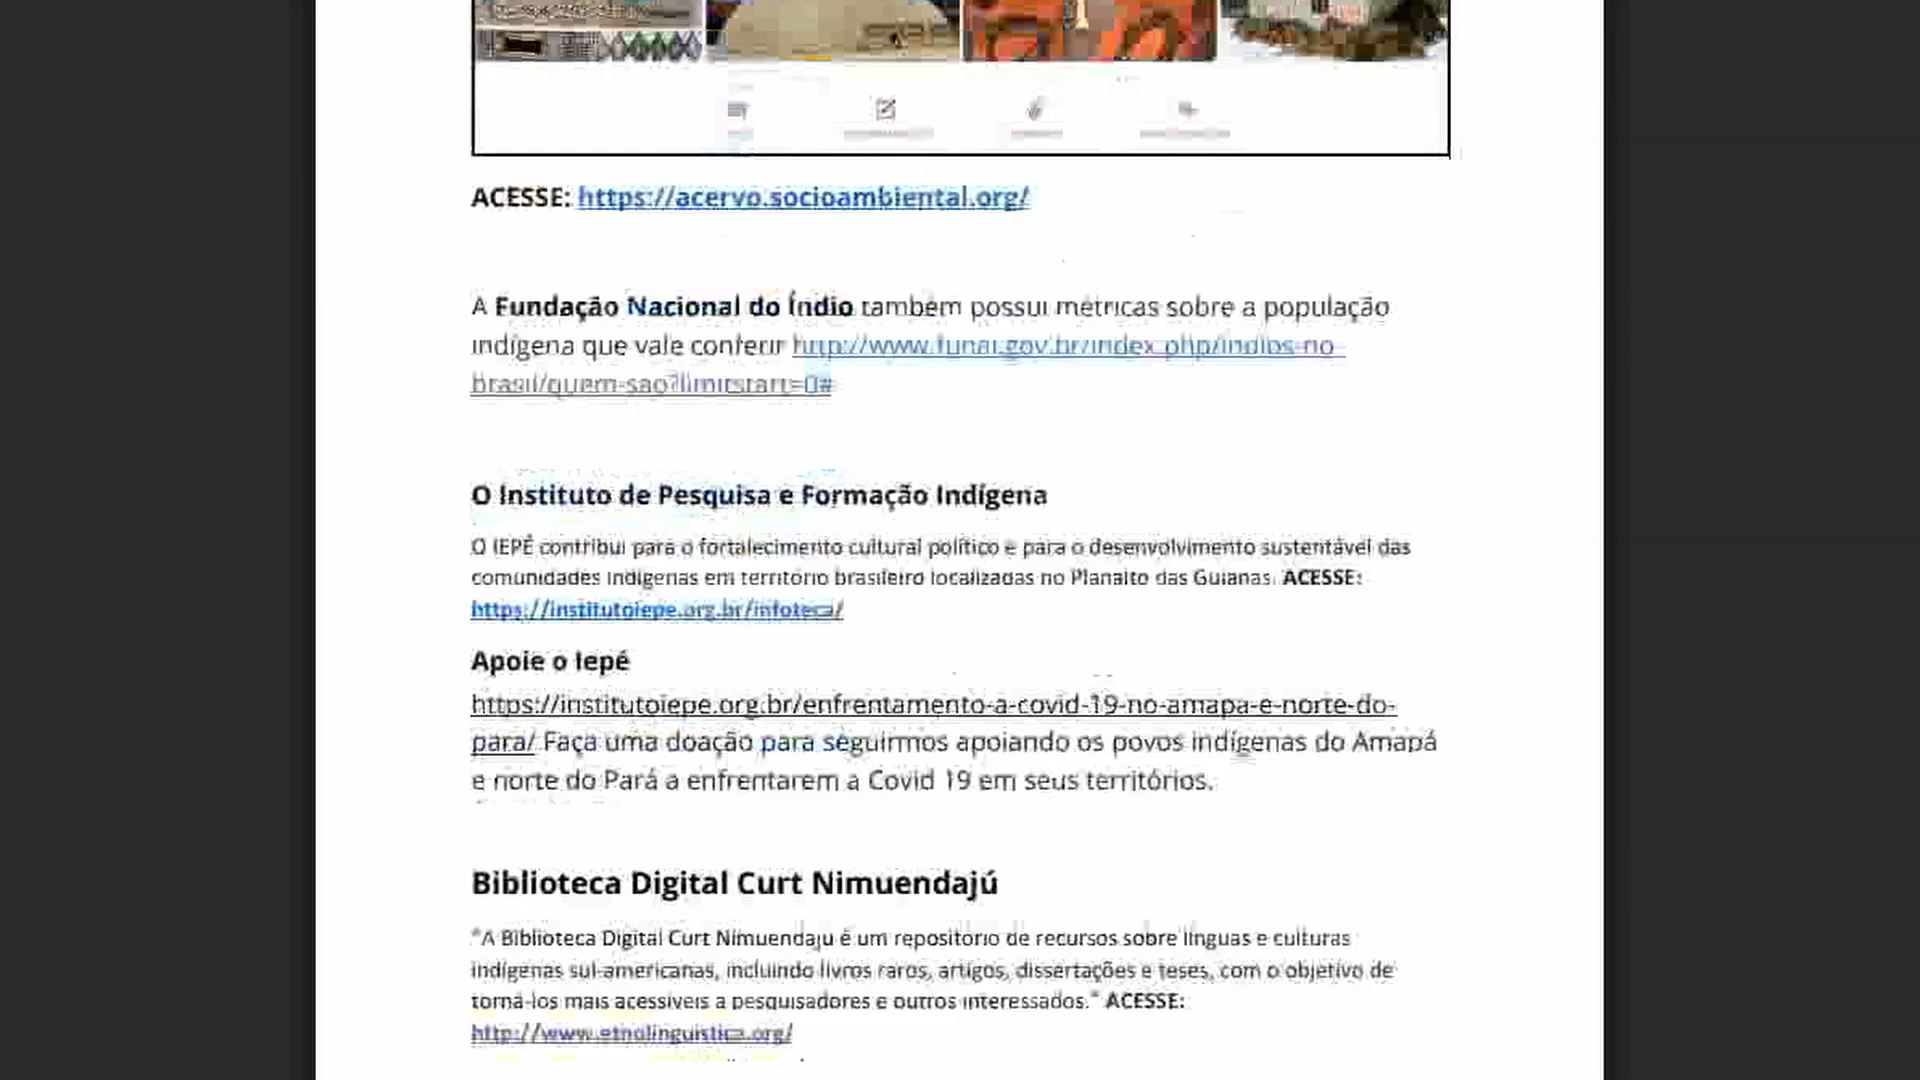 ACESSE: https://acervo.socioambiental.org/
A Fundação Nacional do Índio também possui métricas sobre a população
indígena que vale conferir http://www.funai.gov.br/index.php/indios-no-
brasil/quem-sao?limitstart=0#
O Instituto de Pesquisa e Formação Indígena
O IEPÉ contribui para o fortalecimento cultural político e para o desenvolvimento sustentável das
comunidades indígenas em território brasileiro localizadas no Planalto das Guianas. ACESSE:
https://institutoiepe.org.br/infoteca/
Apoie o Iepé
https://institutoiepe.org.br/enfrentamento-a-covid-19-no-amapa-e-norte-do-
para/ Faça uma doação para seguirmos apoiando os povos indígenas do Amapá
e norte do Pará a enfrentarem a Covid 19 em seus territórios.
Biblioteca Digital Curt Nimuendajú
"A Biblioteca Digital Curt Nimuendaju é um repositório de recursos sobre línguas e culturas
indígenas sul-americanas, incluindo livros raros, artigos, dissertações e teses, com o objetivo de
torná-los mais acessíveis a pesquisadores e outros interessados." ACESSE:
http://www.etnolinguistica.org/